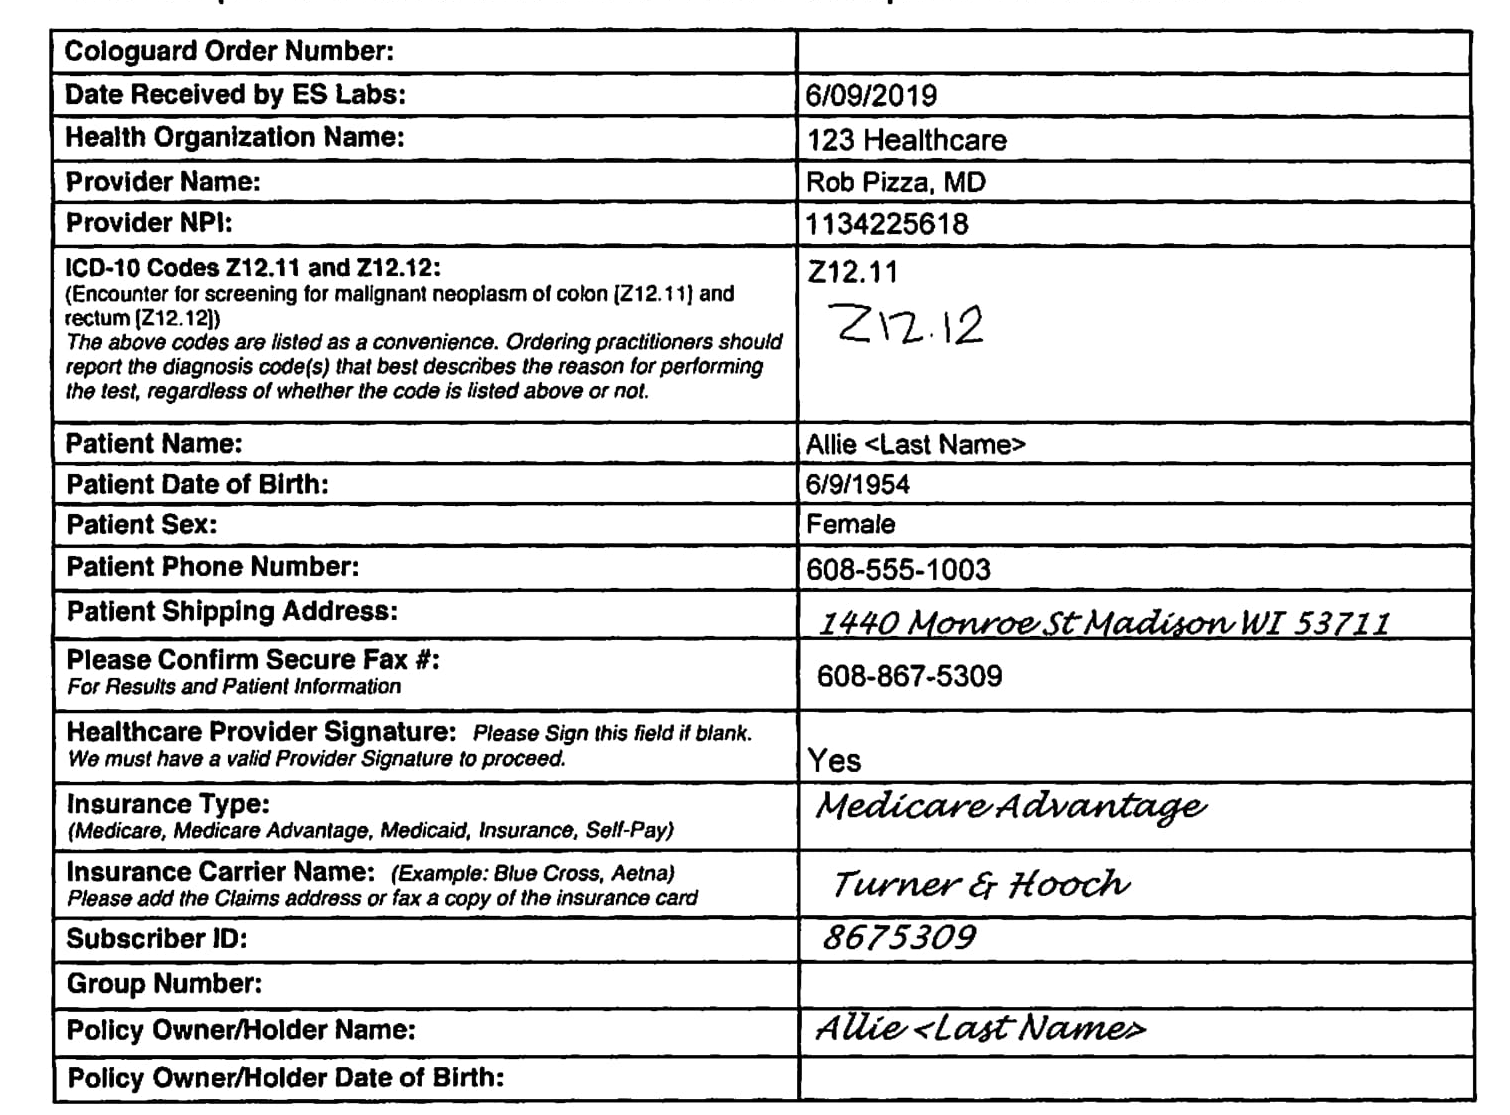 Cologuard Order Number:
Date Received by ES Labs: 6/09/2019
Health Organization Name: 123 Healthcare
Provider Name: Rob Pizza, MD
Provider NPI: 1134225618
ICD-10 Codes Z12.11 and Z12.12: Z12.11
(Encounter for screening for malignant neoplasm of colon [Z12.11] and
rectum [Z12.12]) Z12.12
The above codes are listed as a convenience. Ordering practitioners should
report the diagnosis code(s) that best describes the reason for performing
the test, regardless of whether the code is listed above or not.
Patient Name: Allie <Last Name>
Patient Date of Birth: 6/9/1954
Patient Sex: Female
Patient Phone Number: 608-555-1003
Patient Shipping Address: 1440 Monroe St Madison WI 53711
Please Confirm Secure Fax #: 608-867-5309
For Results and Patient Information
Healthcare Provider Signature: Please Sign this field if blank.
We must have a valid Provider Signature to proceed. Yes
Insurance Type: Medicare Advantage
(Medicare, Medicare Advantage, Medicaid, Insurance, Self-Pay)
Insurance Carrier Name: (Example: Blue Cross, Aetna) Turner & Hooch
Please add the Claims address or fax a copy of the insurance card
Subscriber ID: 8675309
Group Number:
Policy Owner/Holder Name: Allie <Last Name>
Policy Owner/Holder Date of Birth: